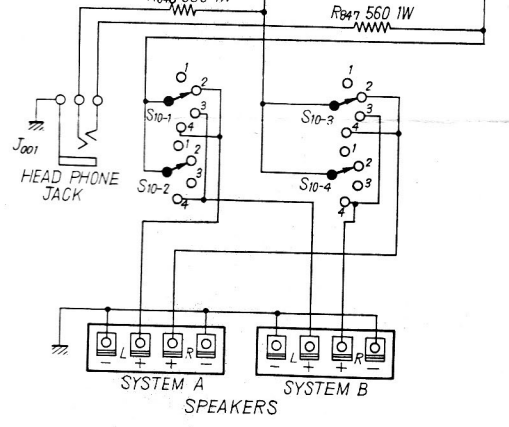 R847 560 1W
1
2
3
4
S10-1
1
2
3
4
S10-2
1
2
3
4
S10-3
1
2
3
4
S10-4
J001
HEAD PHONE
JACK
L R
- + + -
SYSTEM A
L R
- + + -
SYSTEM B
SPEAKERS